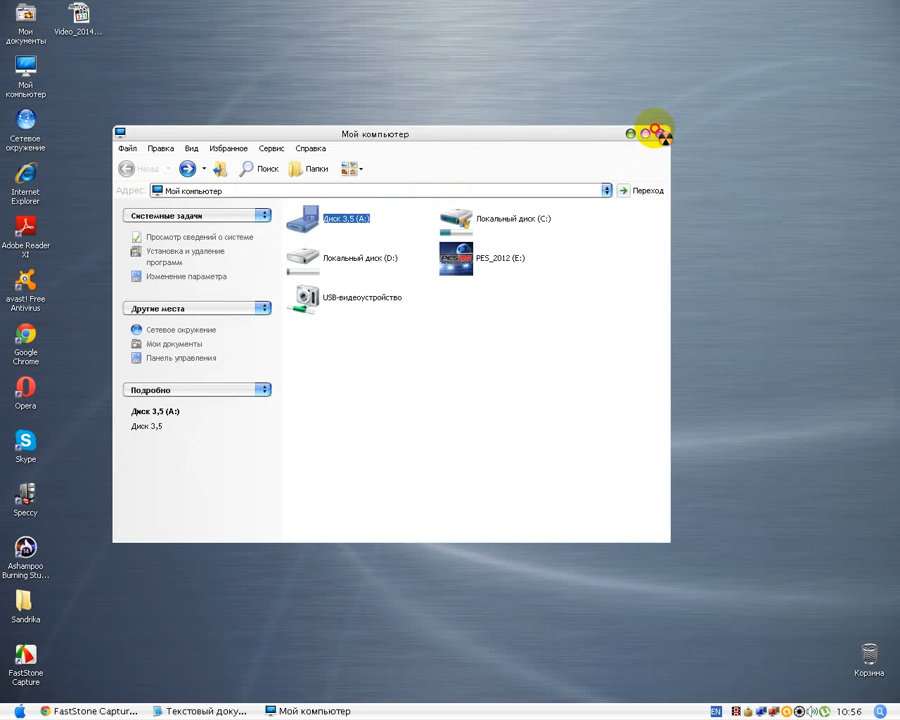 Мои
документы
Video_2014...
Мой
компьютер
Сетевое
окружение
Internet
Explorer
Adobe Reader
XI
avast! Free
Antivirus
Google
Chrome
Opera
Skype
Speccy
Ashampoo
Burning Stu...
Sandrika
FastStone
Capture
Мой компьютер
Файл Правка Вид Избранное Сервис Справка
Назад Поиск Папки
Адрес: Мой компьютер Переход
Системные задачи
Просмотр сведений о системе
Установка и удаление
программ
Изменение параметра
Другие места
Сетевое окружение
Мои документы
Панель управления
Подробно
Диск 3,5 (A:)
Диск 3,5
Диск 3,5 (A:) Локальный диск (C:)
Локальный диск (D:) PES_2012 (E:)
USB-видеоустройство
Корзина
FastStone Captur... Текстовый доку... Мой компьютер EN 10:56